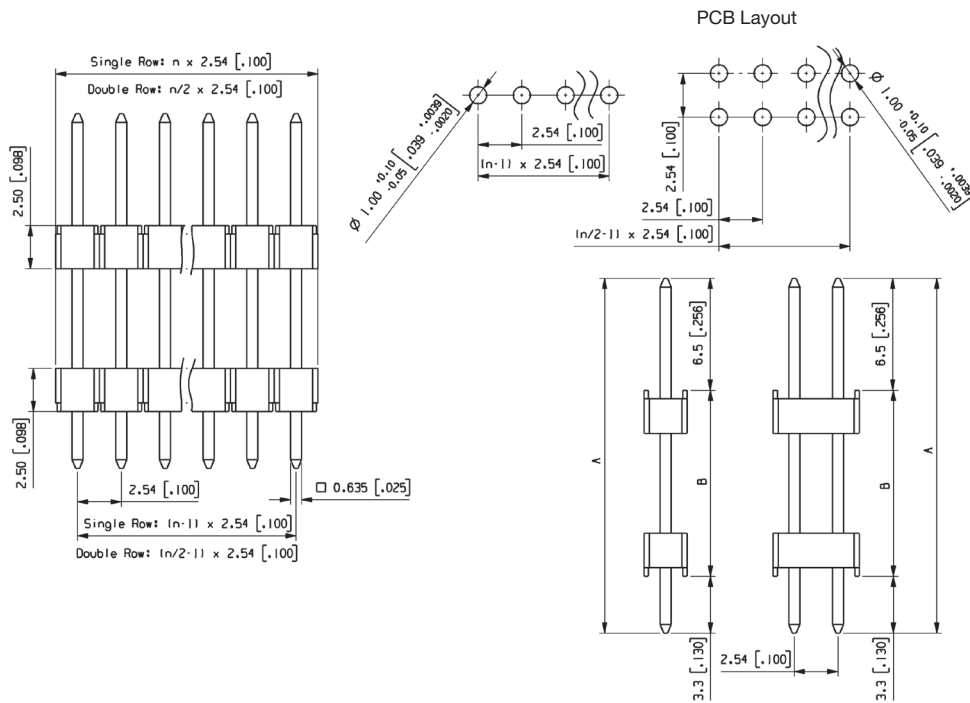 PCB Layout
Single Row: n x 2.54 [.100]
Double Row: n/2 x 2.54 [.100]
2.50 [.098]
2.50 [.098]
2.54 [.100]
□ 0.635 [.025]
Single Row: (n-1) x 2.54 [.100]
Double Row: (n/2-1) x 2.54 [.100]
Ø 1.00 +0.10 -0.05 [.039 +.0039 -.0020]
2.54 [.100]
(n-1) x 2.54 [.100]
Ø 1.00 +0.10 -0.05 [.039 +.0039 -.0020]
2.54 [.100]
2.54 [.100]
(n/2-1) x 2.54 [.100]
6.5 [.256]
6.5 [.256]
A
B
B
A
2.54 [.100]
3.3 [.130]
3.3 [.130]